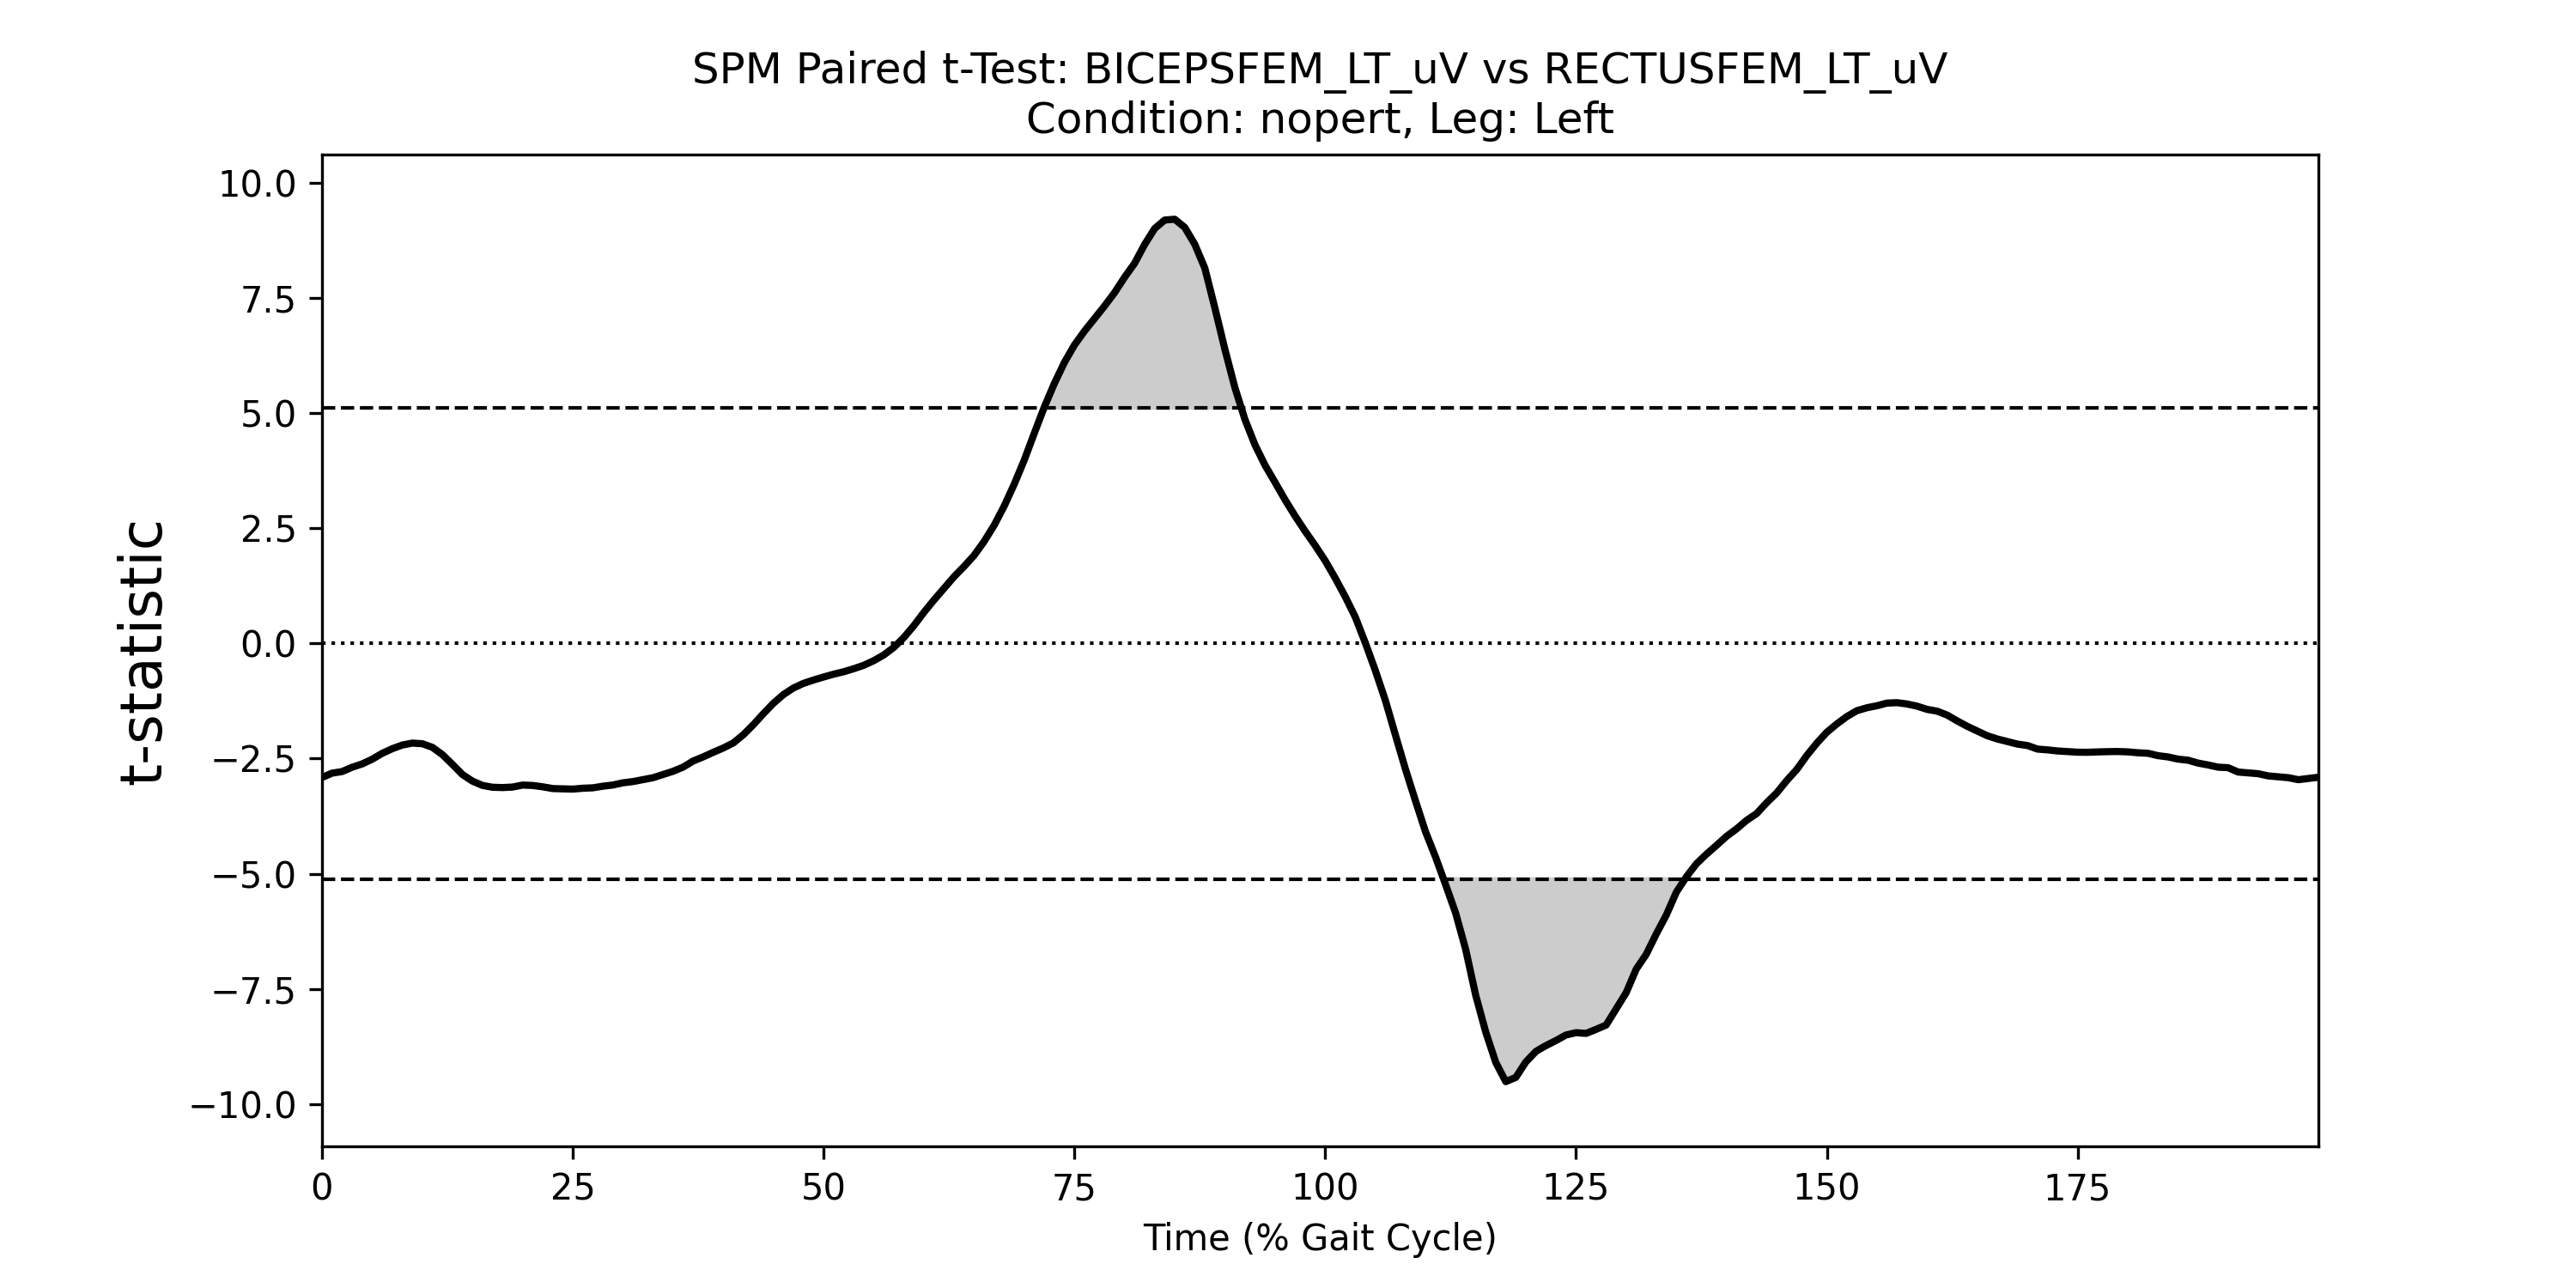 SPM Paired t-Test: BICEPSFEM_LT_uV vs RECTUSFEM_LT_uV
Condition: nopert, Leg: Left
t-statistic
10.0
7.5
5.0
2.5
0.0
−2.5
−5.0
−7.5
−10.0
0 25 50 75 100 125 150 175
Time (% Gait Cycle)